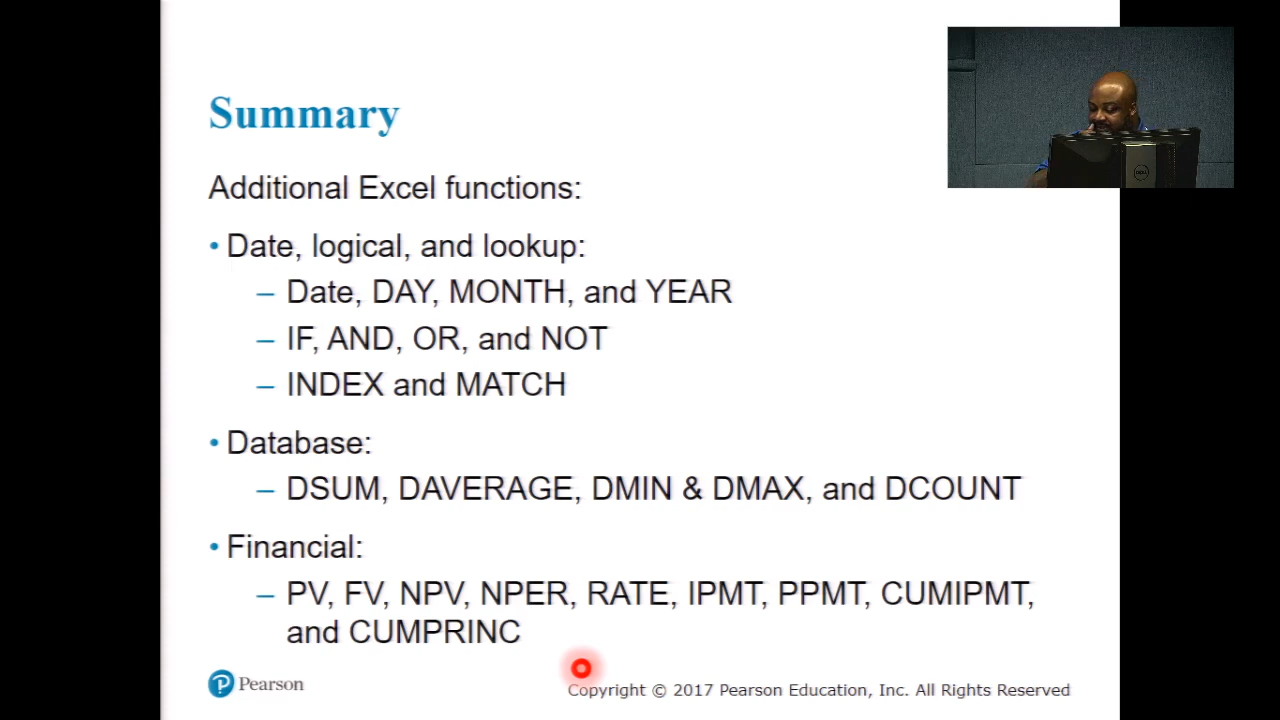 Summary
Additional Excel functions:
• Date, logical, and lookup:
– Date, DAY, MONTH, and YEAR
– IF, AND, OR, and NOT
– INDEX and MATCH
• Database:
– DSUM, DAVERAGE, DMIN & DMAX, and DCOUNT
• Financial:
– PV, FV, NPV, NPER, RATE, IPMT, PPMT, CUMIPMT,
and CUMPRINC
P Pearson
Copyright © 2017 Pearson Education, Inc. All Rights Reserved
DELL